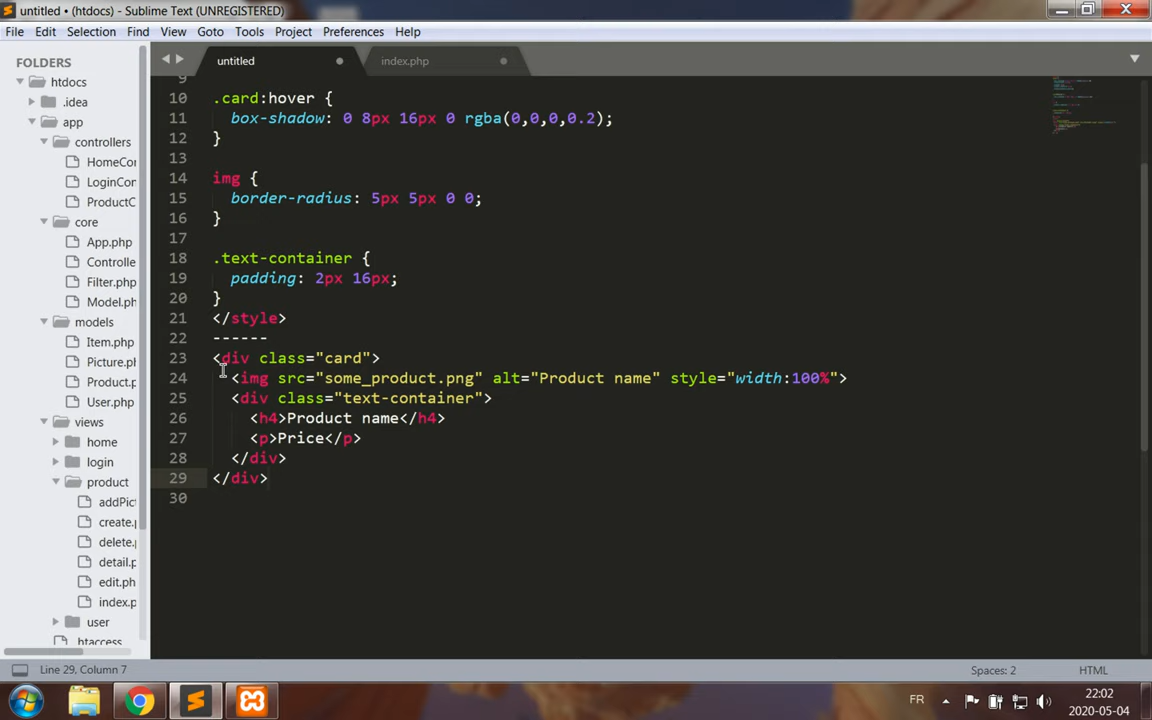 untitled • (htdocs) - Sublime Text (UNREGISTERED)
File Edit Selection Find View Goto Tools Project Preferences Help
FOLDERS
htdocs
.idea
app
controllers
HomeCor
LoginCon
ProductC
core
App.php
Controlle
Filter.php
Model.ph
models
Item.php
Picture.ph
Product.p
User.php
views
home
login
product
addPict
create.p
delete.
detail.p
edit.ph
index.p
user
htaccess
untitled
index.php
9
10 .card:hover {
11 box-shadow: 0 8px 16px 0 rgba(0,0,0,0.2);
12 }
13
14 img {
15 border-radius: 5px 5px 0 0;
16 }
17
18 .text-container {
19 padding: 2px 16px;
20 }
21 </style>
22 ------
23 <div class="card">
24 <img src="some_product.png" alt="Product name" style="width:100%">
25 <div class="text-container">
26 <h4>Product name</h4>
27 <p>Price</p>
28 </div>
29 </div>
30
Line 29, Column 7
Spaces: 2
HTML
FR
22:02
2020-05-04